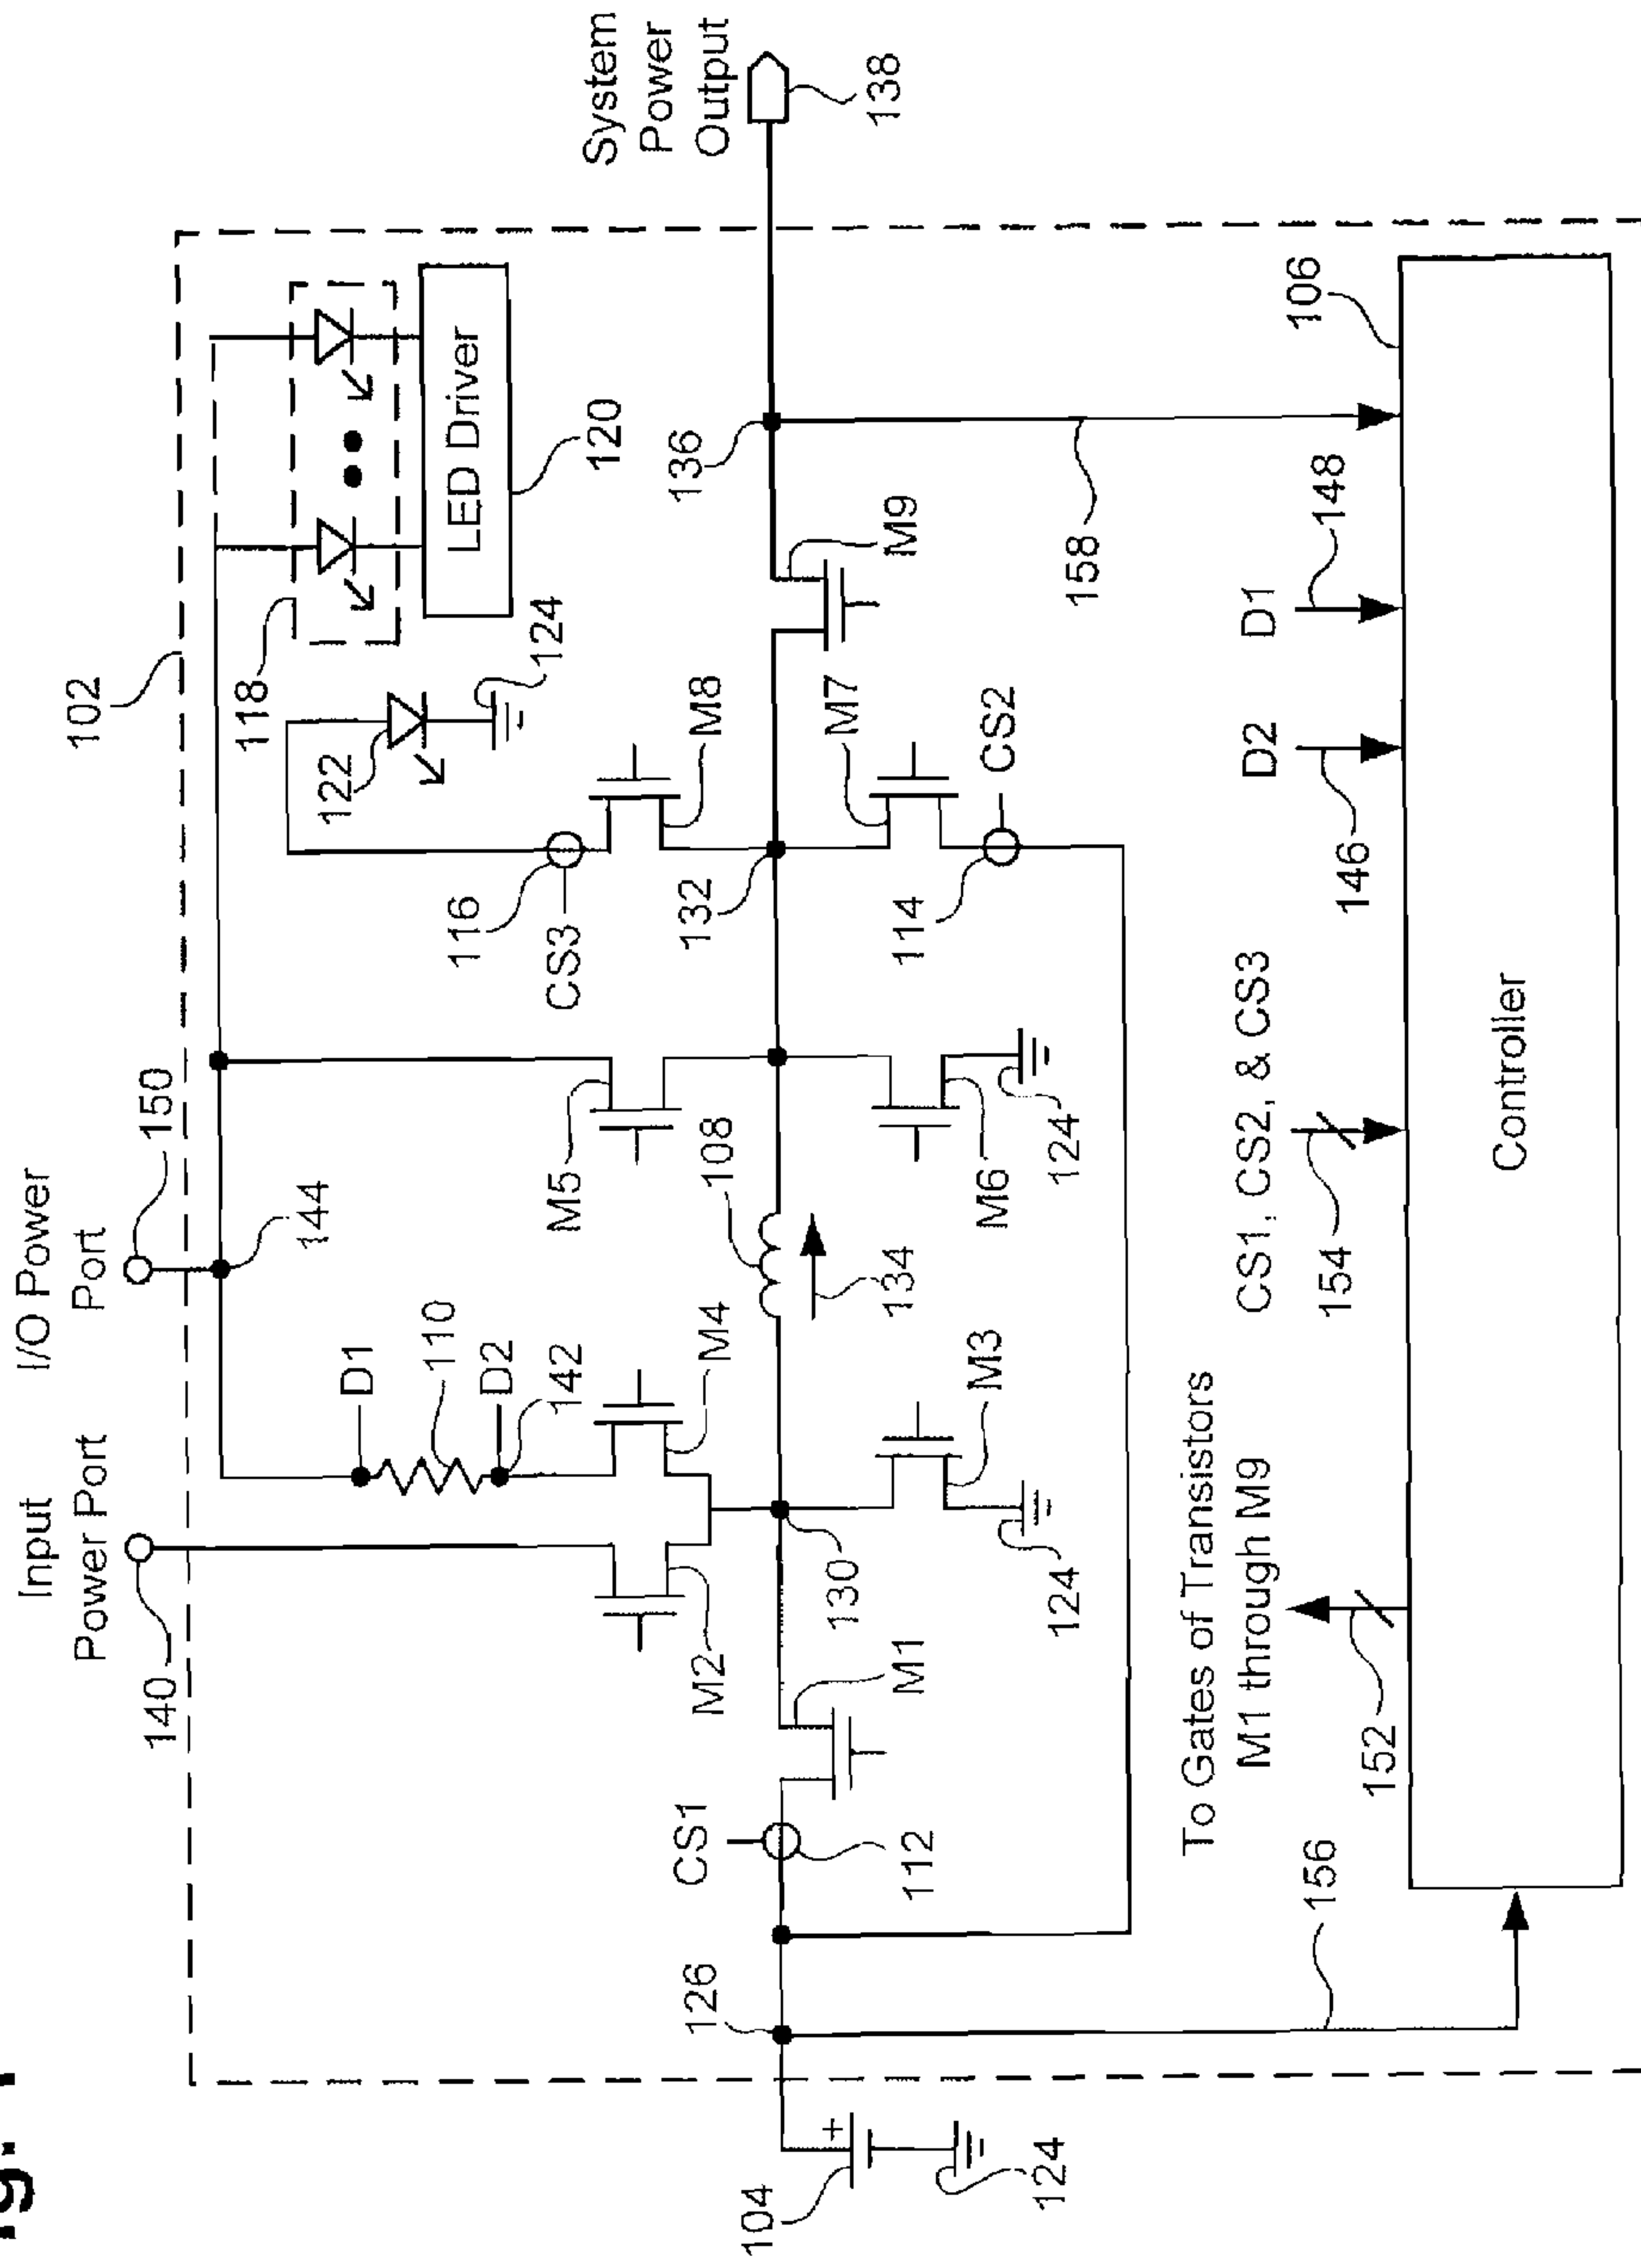 Fig. 1
Input
Power Port
140
I/O Power
Port
150
102
144
D1
110
D2
142
M2
M4
M5
108
134
130
M1
M3
124
M6
124
116
CS3
122
124
M8
132
M7
CS2
114
118
LED Driver
120
136
M9
158
System
Power
Output
138
104
124
126
CS1
112
156
To Gates of Transistors
M1 through M9
152
CS1, CS2, & CS3
154
D2
146
D1
148
106
Controller